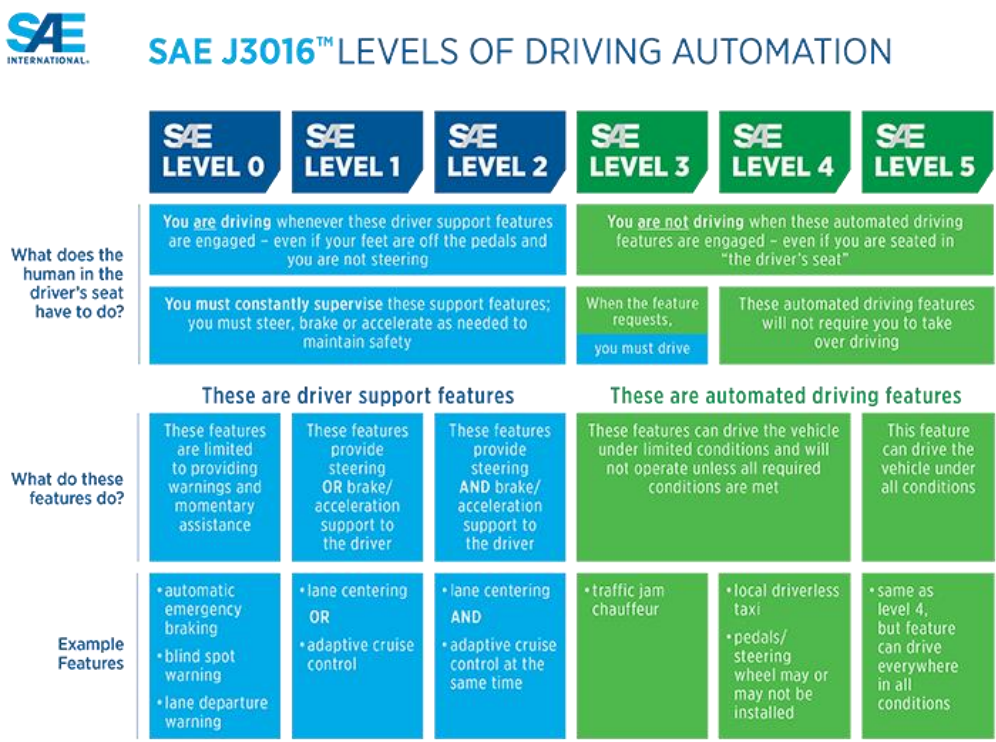 SAE
INTERNATIONAL®
SAE J3016™ LEVELS OF DRIVING AUTOMATION
SAE
LEVEL 0
SAE
LEVEL 1
SAE
LEVEL 2
SAE
LEVEL 3
SAE
LEVEL 4
SAE
LEVEL 5
What does the
human in the
driver's seat
have to do?
You are driving whenever these driver support features
are engaged – even if your feet are off the pedals and
you are not steering
You are not driving when these automated driving
features are engaged – even if you are seated in
"the driver's seat"
You must constantly supervise these support features;
you must steer, brake or accelerate as needed to
maintain safety
When the feature
requests,
you must drive
These automated driving features
will not require you to take
over driving
These are driver support features
These are automated driving features
What do these
features do?
These features
are limited
to providing
warnings and
momentary
assistance
These features
provide
steering
OR brake/
acceleration
support to
the driver
These features
provide
steering
AND brake/
acceleration
support to
the driver
These features can drive the vehicle
under limited conditions and will
not operate unless all required
conditions are met
This feature
can drive the
vehicle under
all conditions
Example
Features
•automatic
emergency
braking
•blind spot
warning
•lane departure
warning
•lane centering
OR
•adaptive cruise
control
•lane centering
AND
•adaptive cruise
control at the
same time
•traffic jam
chauffeur
•local driverless
taxi
•pedals/
steering
wheel may or
may not be
installed
•same as
level 4,
but feature
can drive
everywhere
in all
conditions